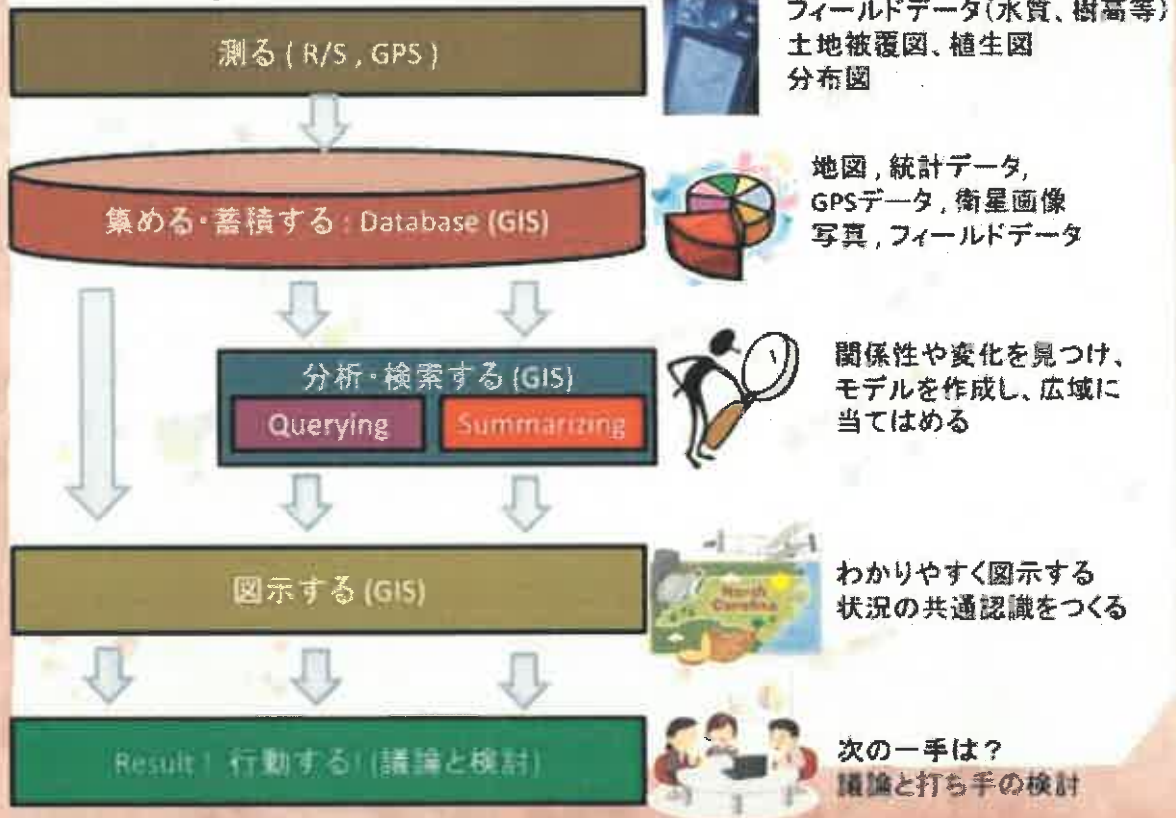 フィールドデータ(水質、樹高等)
測る ( R/S , GPS )
土地被覆図、植生図
分布図
集める・蓄積する : Database (GIS)
地図 , 統計データ,
GPSデータ , 衛星画像
写真 , フィールドデータ
分析・検索する (GIS)
Querying
Summarizing
関係性や変化を見つけ、
モデルを作成し、広域に
当てはめる
図示する (GIS)
North
Carolina
わかりやすく図示する
状況の共通認識をつくる
Result ! 行動する! (議論と検討)
次の一手は?
議論と打ち手の検討